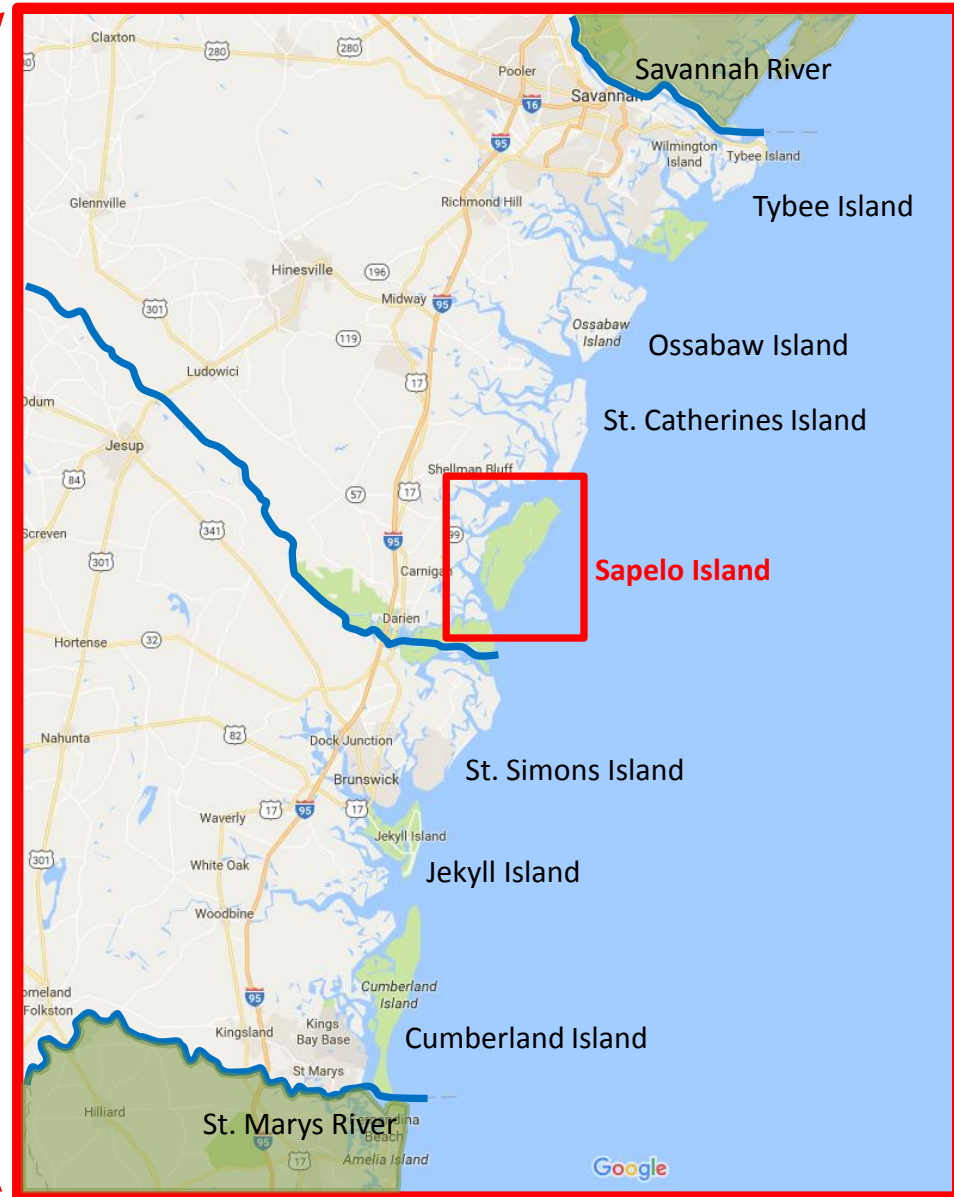 Claxton
280
280
Pooler
Savannah River
Savannah
16
95
Wilmington
Island
Tybee Island
Glennville
Richmond Hill
Tybee Island
Hinesville
196
Midway
95
301
119
Ossabaw
Island
Ossabaw Island
Ludowici
17
Odum
St. Catherines Island
Jesup
Shellman Bluff
84
57
17
Screven
341
95
99
301
Carnigan
Sapelo Island
Darien
Hortense
32
Nahunta
82
Dock Junction
St. Simons Island
Brunswick
17
95
17
Waverly
Jekyll Island
301
White Oak
Jekyll Island
Woodbine
Cumberland
Island
95
Folkston
Kingsland
Kings
Bay Base
Cumberland Island
St Marys
Hilliard
St. Marys River
Beach
95
17
Amelia Island
Google